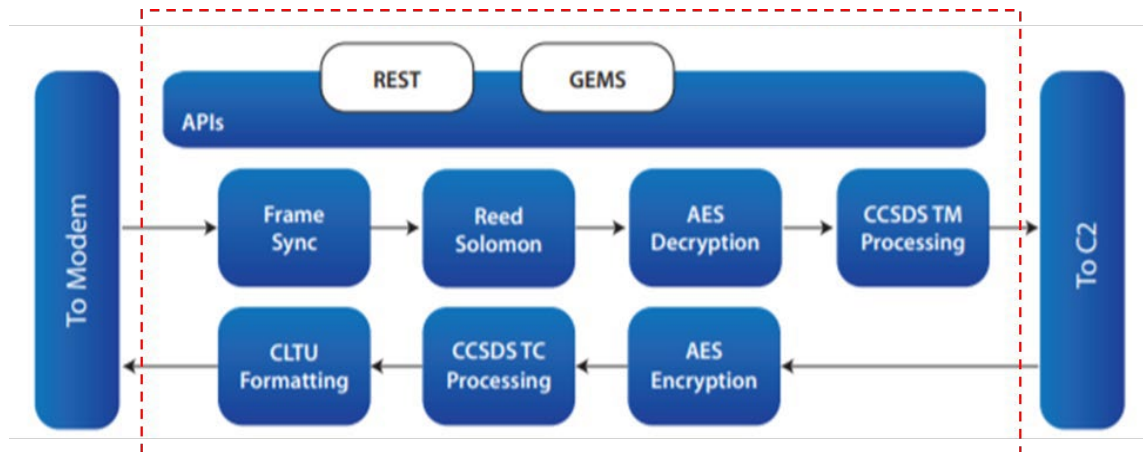 REST
GEMS
APIs
To Modem
Frame
Sync
Reed
Solomon
AES
Decryption
CCSDS TM
Processing
To C2
CLTU
Formatting
CCSDS TC
Processing
AES
Encryption